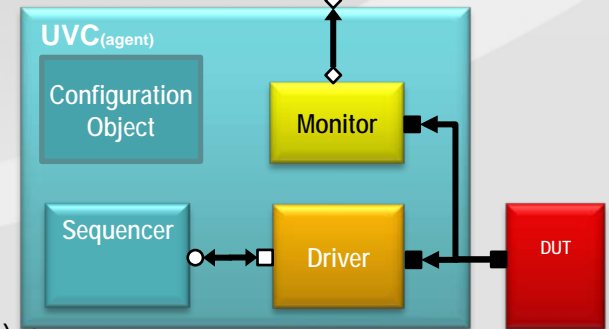 UVC(agent)
Configuration
Object
Monitor
Sequencer
Driver
DUT
)